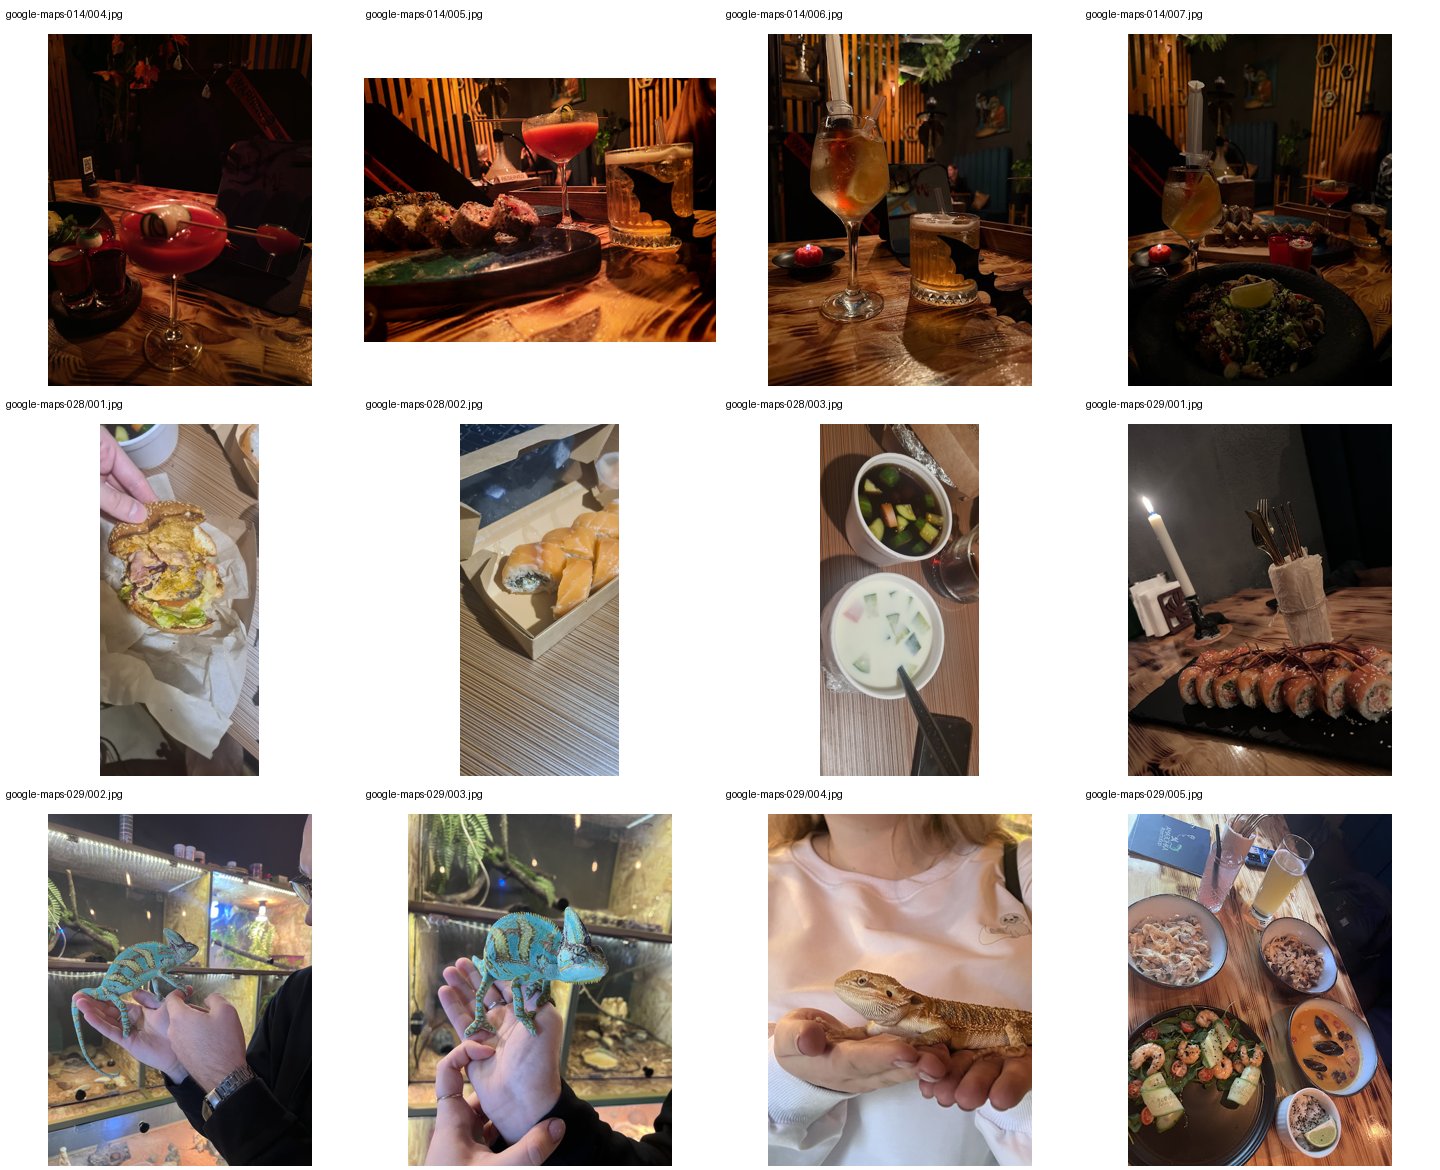 google-maps-014/004.jpg
google-maps-014/005.jpg
google-maps-014/006.jpg
google-maps-014/007.jpg
google-maps-028/001.jpg
google-maps-028/002.jpg
google-maps-028/003.jpg
google-maps-029/001.jpg
google-maps-029/002.jpg
google-maps-029/003.jpg
google-maps-029/004.jpg
google-maps-029/005.jpg